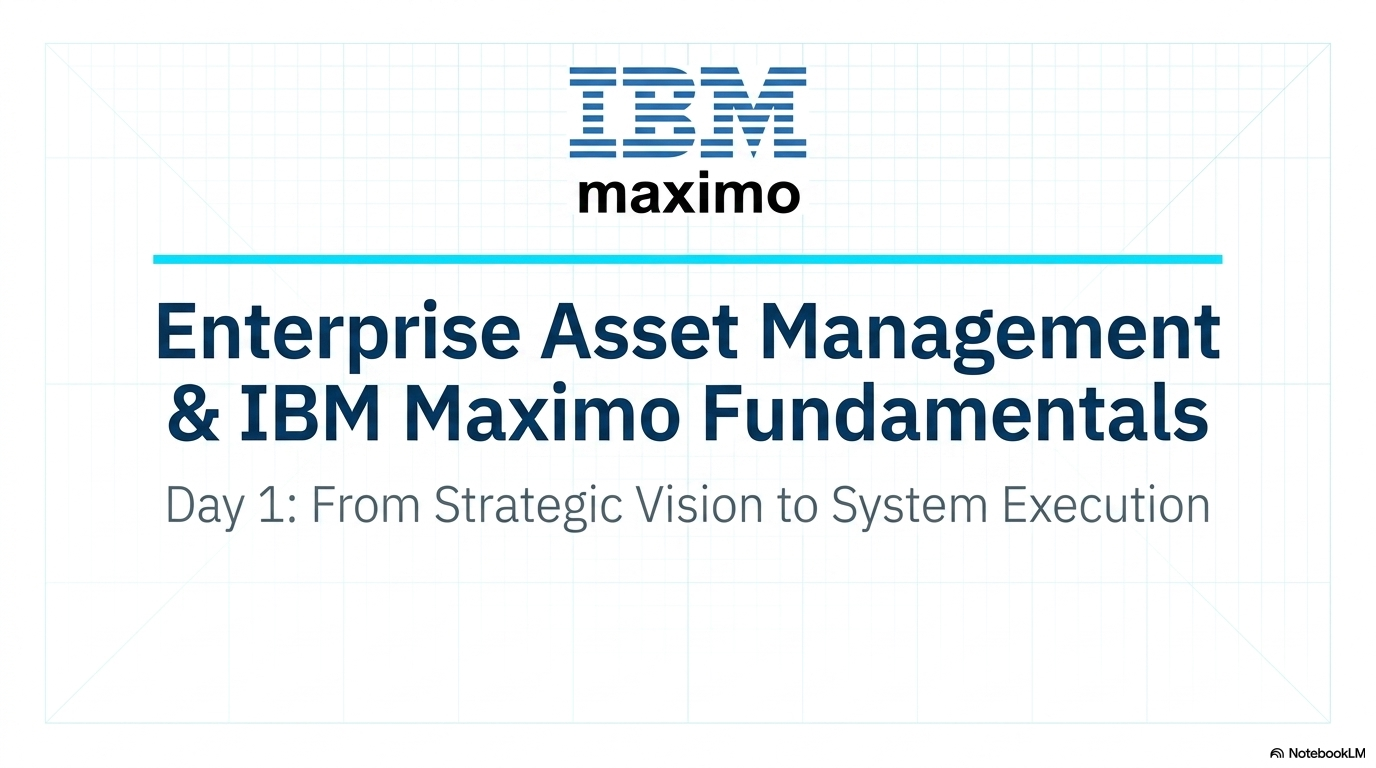 IBM
maximo
Enterprise Asset Management
& IBM Maximo Fundamentals
Day 1: From Strategic Vision to System Execution
NotebookLM